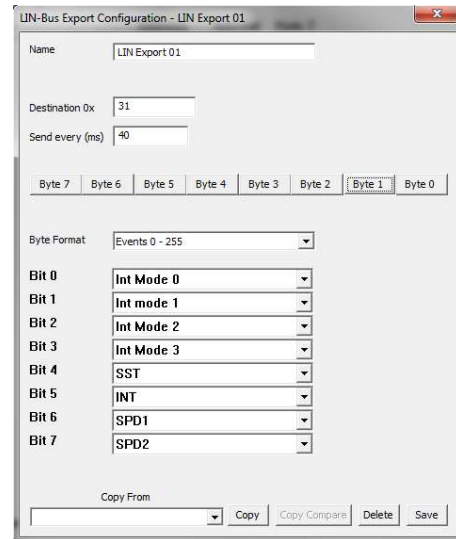 LIN-Bus Export Configuration - LIN Export 01
Name LIN Export 01
Destination 0x 31
Send every (ms) 40
Byte 7 Byte 6 Byte 5 Byte 4 Byte 3 Byte 2 Byte 1 Byte 0
Byte Format Events 0 - 255
Bit 0 Int Mode 0
Bit 1 Int mode 1
Bit 2 Int Mode 2
Bit 3 Int Mode 3
Bit 4 SST
Bit 5 INT
Bit 6 SPD1
Bit 7 SPD2
Copy From
Copy Copy Compare Delete Save